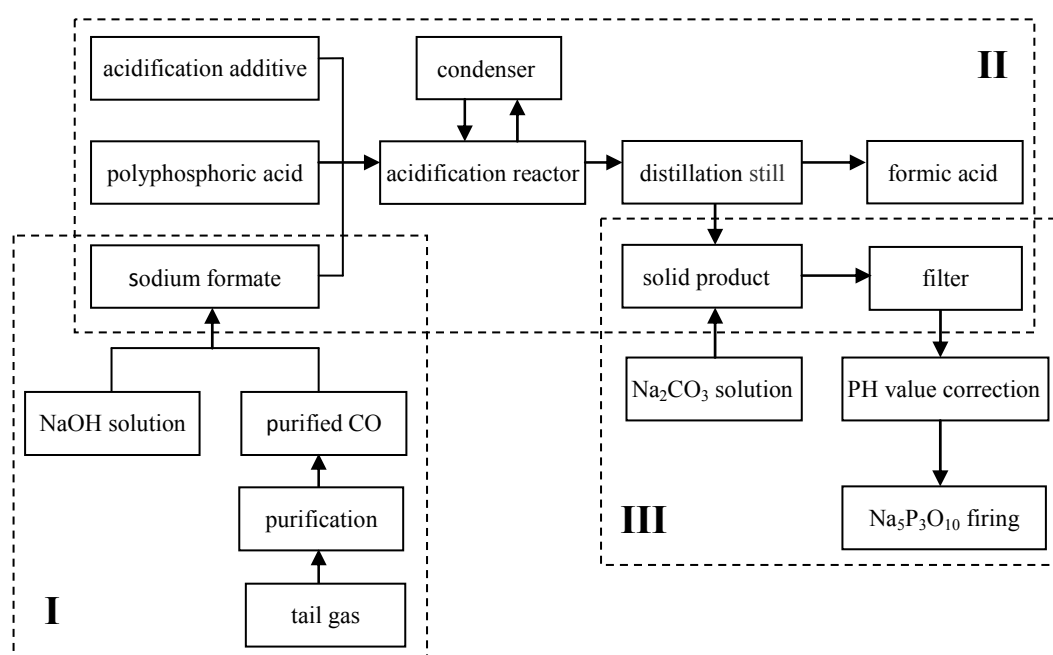 acidification additive
condenser
II
polyphosphoric acid
acidification reactor
distillation still
formic acid
sodium formate
solid product
filter
NaOH solution
purified CO
Na₂CO₃ solution
PH value correction
purification
III
Na₅P₃O₁₀ firing
I
tail gas